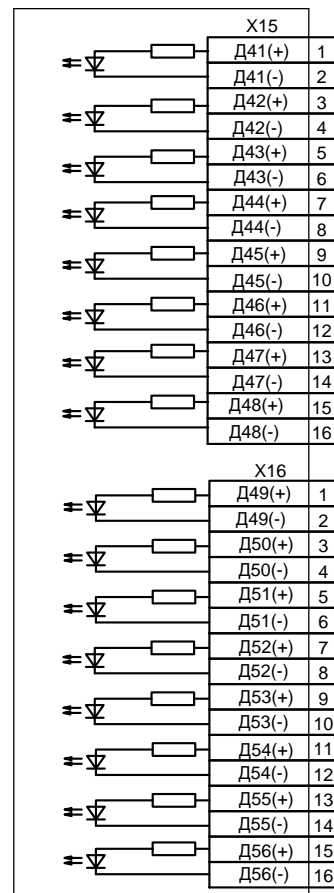 X15
Д41(+) 1
Д41(-) 2
Д42(+) 3
Д42(-) 4
Д43(+) 5
Д43(-) 6
Д44(+) 7
Д44(-) 8
Д45(+) 9
Д45(-) 10
Д46(+) 11
Д46(-) 12
Д47(+) 13
Д47(-) 14
Д48(+) 15
Д48(-) 16
X16
Д49(+) 1
Д49(-) 2
Д50(+) 3
Д50(-) 4
Д51(+) 5
Д51(-) 6
Д52(+) 7
Д52(-) 8
Д53(+) 9
Д53(-) 10
Д54(+) 11
Д54(-) 12
Д55(+) 13
Д55(-) 14
Д56(+) 15
Д56(-) 16